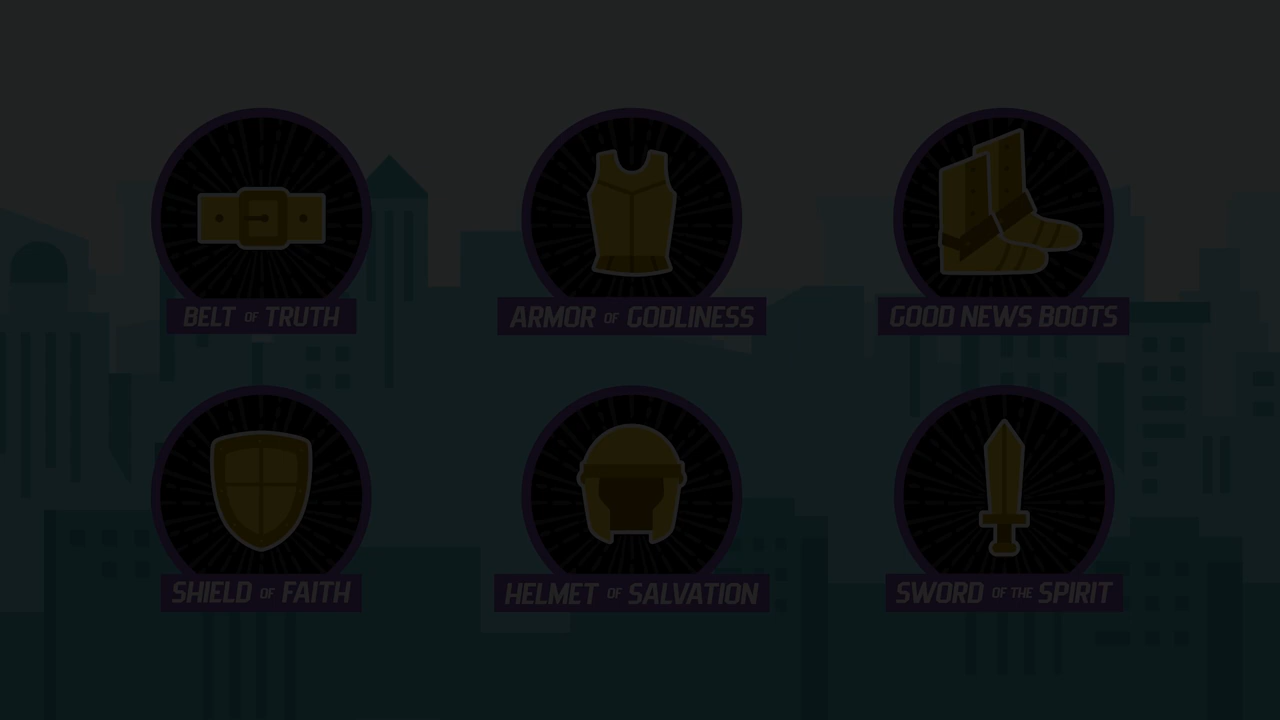 BELT OF TRUTH
ARMOR OF GODLINESS
GOOD NEWS BOOTS
SHIELD OF FAITH
HELMET OF SALVATION
SWORD OF THE SPIRIT